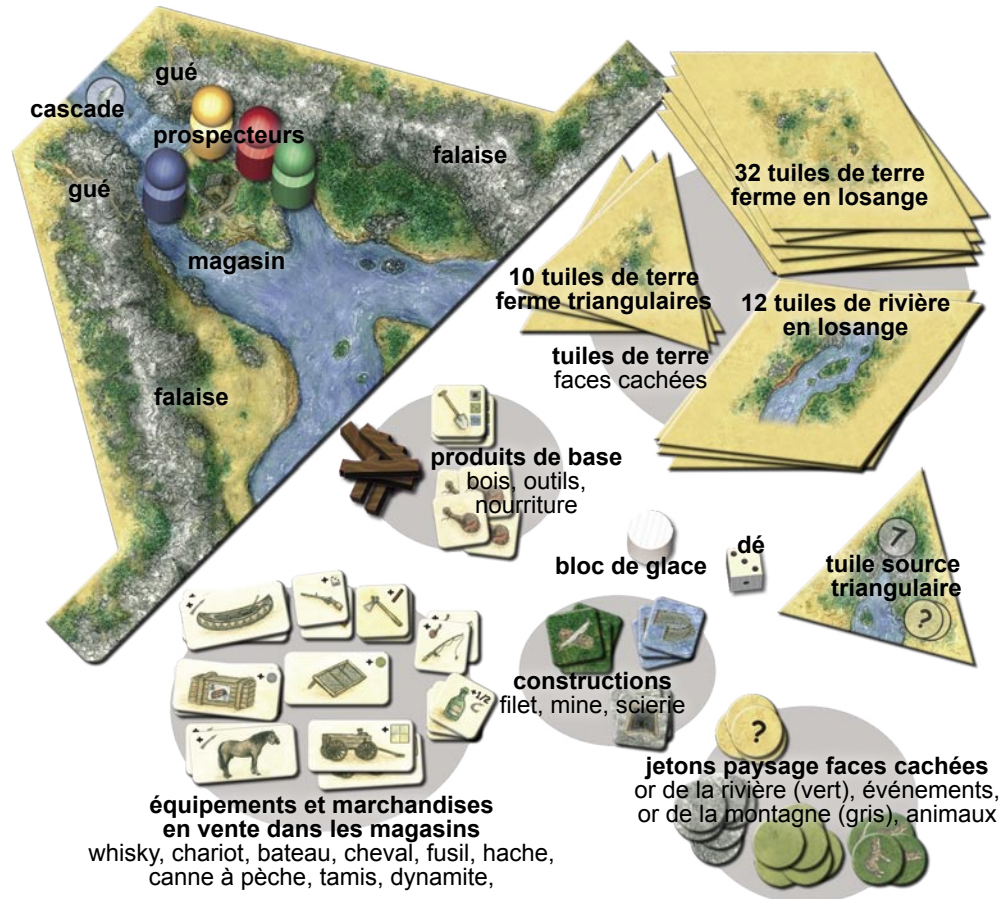 gué
cascade
prospecteurs
falaise
gué
magasin
falaise
32 tuiles de terre
ferme en losange
10 tuiles de terre
ferme triangulaires
12 tuiles de rivière
en losange
tuiles de terre
faces cachées
produits de base
bois, outils,
nourriture
bloc de glace
dé
7
tuile source
triangulaire
?
constructions
filet, mine, scierie
+1/2
?
jetons paysage faces cachées
or de la rivière (vert), événements,
or de la montagne (gris), animaux
équipements et marchandises
en vente dans les magasins
whisky, chariot, bateau, cheval, fusil, hache,
canne à pèche, tamis, dynamite,